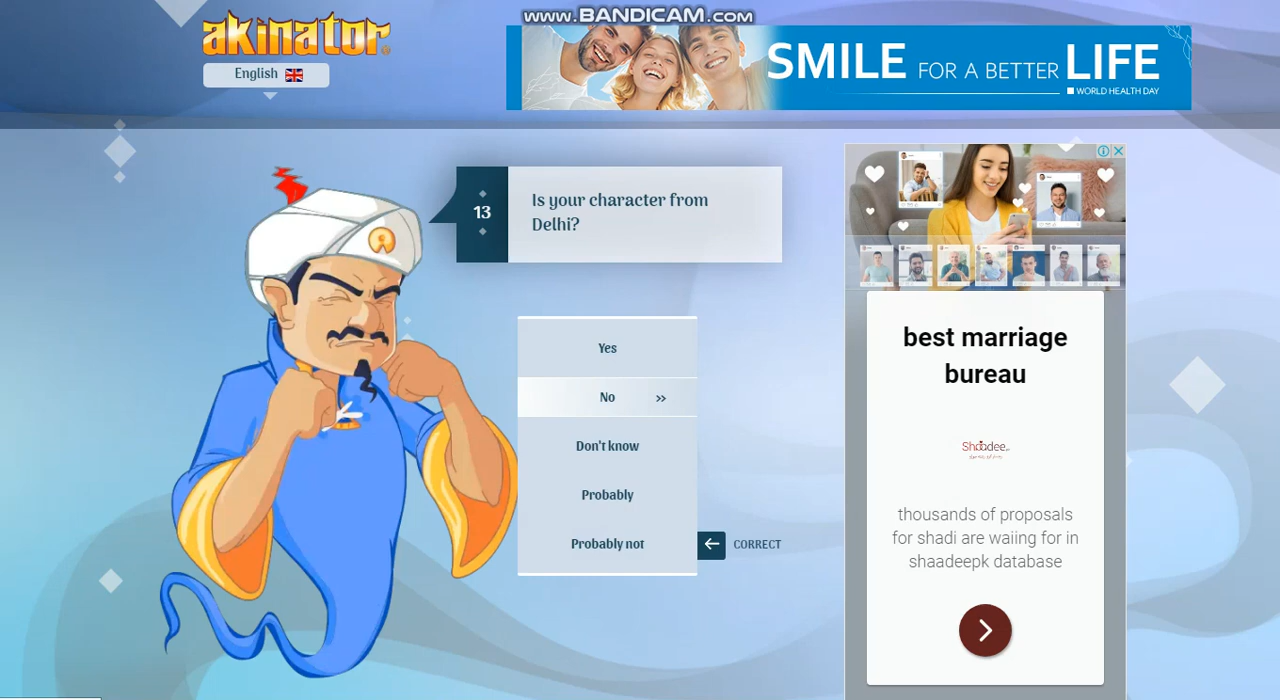 www.BANDICAM.com
akinator
English
SMILE FOR A BETTER LIFE
WORLD HEALTH DAY
13
Is your character from
Delhi?
Yes
No
Don't know
Probably
Probably not
CORRECT
best marriage
bureau
Shaadee
thousands of proposals
for shadi are waiing for in
shaadeepk database